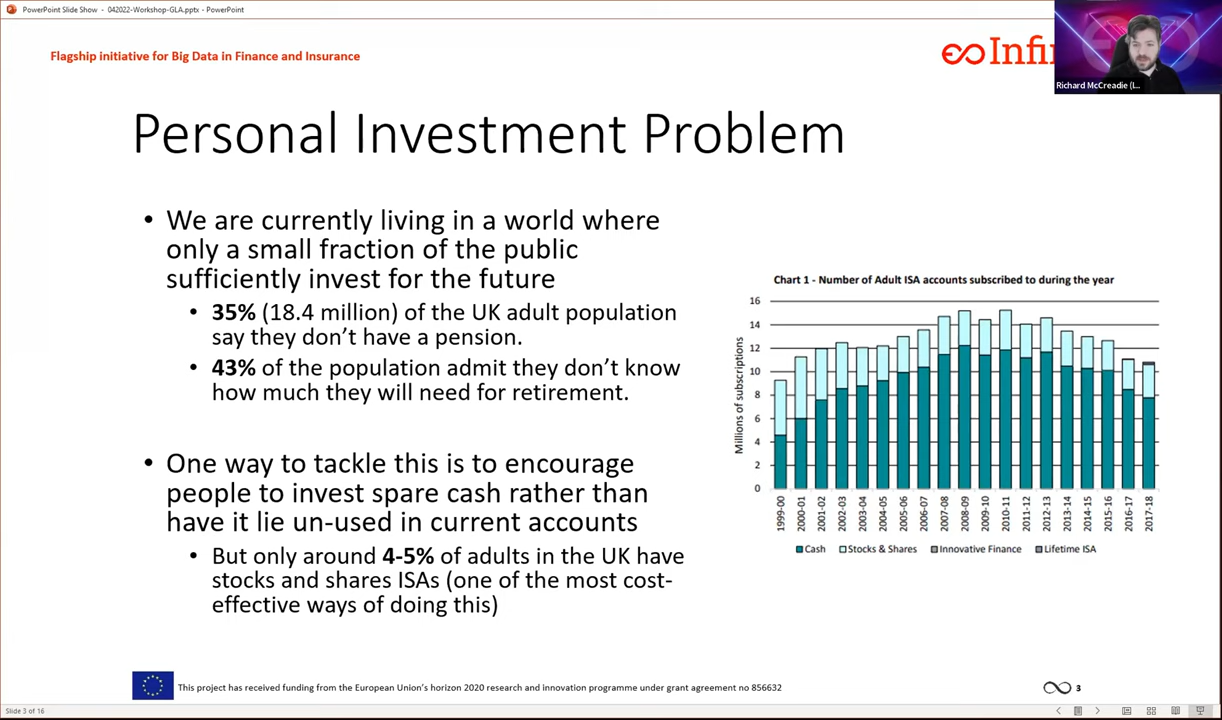 PowerPoint Slide Show - 042022-Workshop-GLA.pptx - PowerPoint
Flagship initiative for Big Data in Finance and Insurance
Infi
Richard McCreadie (L...
Personal Investment Problem
• We are currently living in a world where
only a small fraction of the public
sufficiently invest for the future
• 35% (18.4 million) of the UK adult population
say they don't have a pension.
• 43% of the population admit they don't know
how much they will need for retirement.
• One way to tackle this is to encourage
people to invest spare cash rather than
have it lie un-used in current accounts
• But only around 4-5% of adults in the UK have
stocks and shares ISAs (one of the most cost-
effective ways of doing this)
Chart 1 - Number of Adult ISA accounts subscribed to during the year
Millions of subscriptions
16
14
12
10
8
6
4
2
0
1999-00
2000-01
2001-02
2002-03
2003-04
2004-05
2005-06
2006-07
2007-08
2008-09
2009-10
2010-11
2011-12
2012-13
2013-14
2014-15
2015-16
2016-17
2017-18
Cash Stocks & Shares Innovative Finance Lifetime ISA
This project has received funding from the European Union's horizon 2020 research and innovation programme under grant agreement no 856632
3
Slide 3 of 16